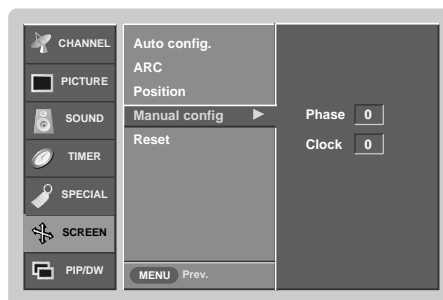 CHANNEL
PICTURE
SOUND
TIMER
SPECIAL
SCREEN
PIP/DW
Auto config.
ARC
Position
Manual config ▶
Reset
MENU Prev.
Phase 0
Clock 0